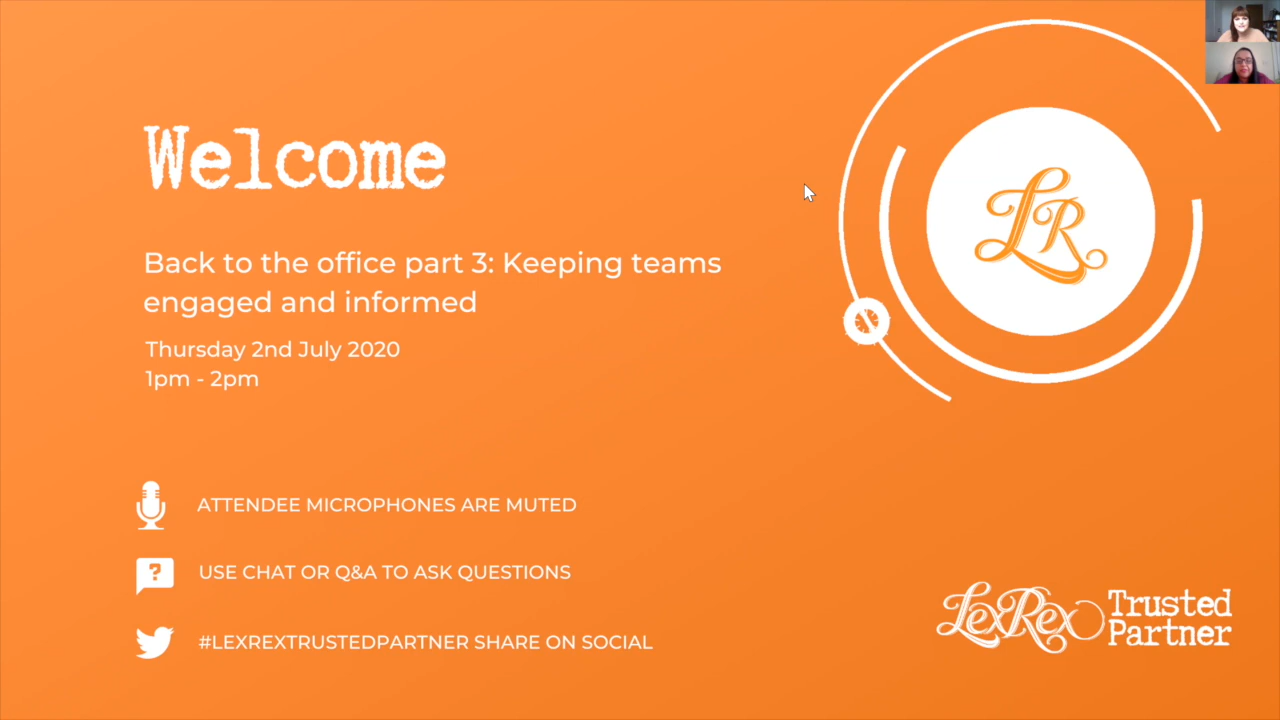 Welcome
Back to the office part 3: Keeping teams
engaged and informed
Thursday 2nd July 2020
1pm - 2pm
LR
ATTENDEE MICROPHONES ARE MUTED
?
USE CHAT OR Q&A TO ASK QUESTIONS
#LEXREXTRUSTEDPARTNER SHARE ON SOCIAL
LexRex Trusted
Partner